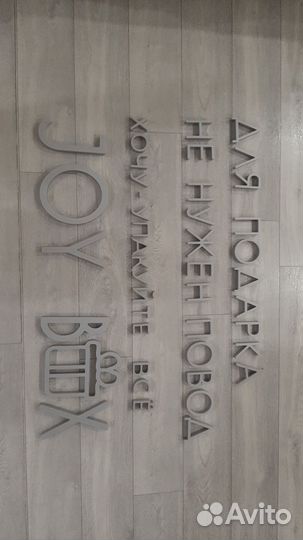 ДЛЯ ПОДАРКА
НЕ НУЖЕН ПОВОД
ХОЧУ - УПАКУЙТЕ ВСЁ
JOY BOX
Avito